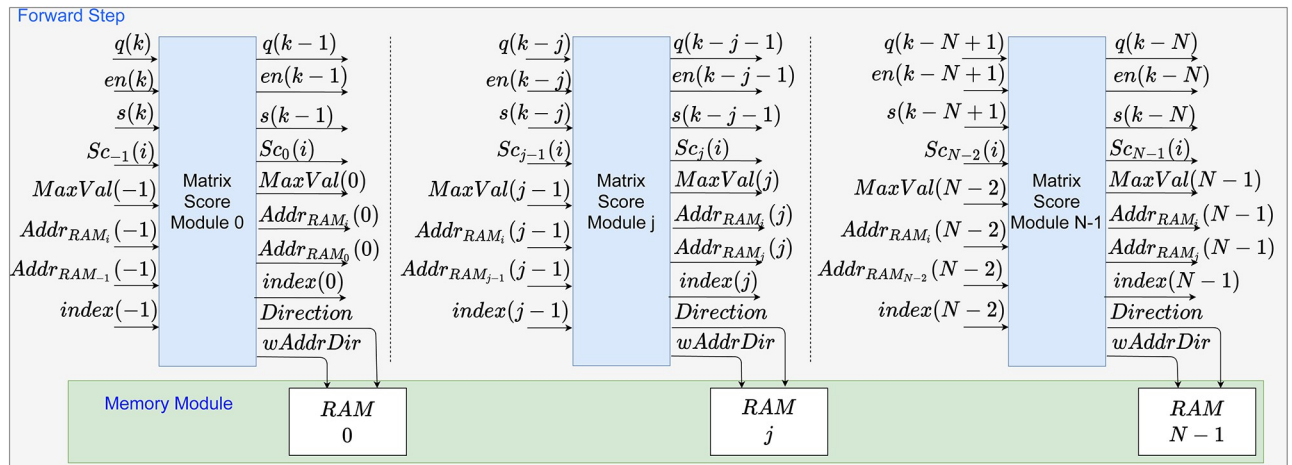 Forward Step
q(k)
en(k)
s(k)
Sc_{-1}(i)
MaxVal(-1)
Addr_{RAM_i}(-1)
Addr_{RAM_{-1}}(-1)
index(-1)
Matrix
Score
Module 0
q(k-1)
en(k-1)
s(k-1)
Sc_0(i)
MaxVal(0)
Addr_{RAM_i}(0)
Addr_{RAM_0}(0)
index(0)
Direction
wAddrDir
q(k-j)
en(k-j)
s(k-j)
Sc_{j-1}(i)
MaxVal(j-1)
Addr_{RAM_i}(j-1)
Addr_{RAM_{j-1}}(j-1)
index(j-1)
Matrix
Score
Module j
q(k-j-1)
en(k-j-1)
s(k-j-1)
Sc_j(i)
MaxVal(j)
Addr_{RAM_i}(j)
Addr_{RAM_j}(j)
index(j)
Direction
wAddrDir
q(k-N+1)
en(k-N+1)
s(k-N+1)
Sc_{N-2}(i)
MaxVal(N-2)
Addr_{RAM_i}(N-2)
Addr_{RAM_{N-2}}(N-2)
index(N-2)
Matrix
Score
Module N-1
q(k-N)
en(k-N)
s(k-N)
Sc_{N-1}(i)
MaxVal(N-1)
Addr_{RAM_i}(N-1)
Addr_{RAM_j}(N-1)
index(N-1)
Direction
wAddrDir
Memory Module
RAM
0
RAM
j
RAM
N-1